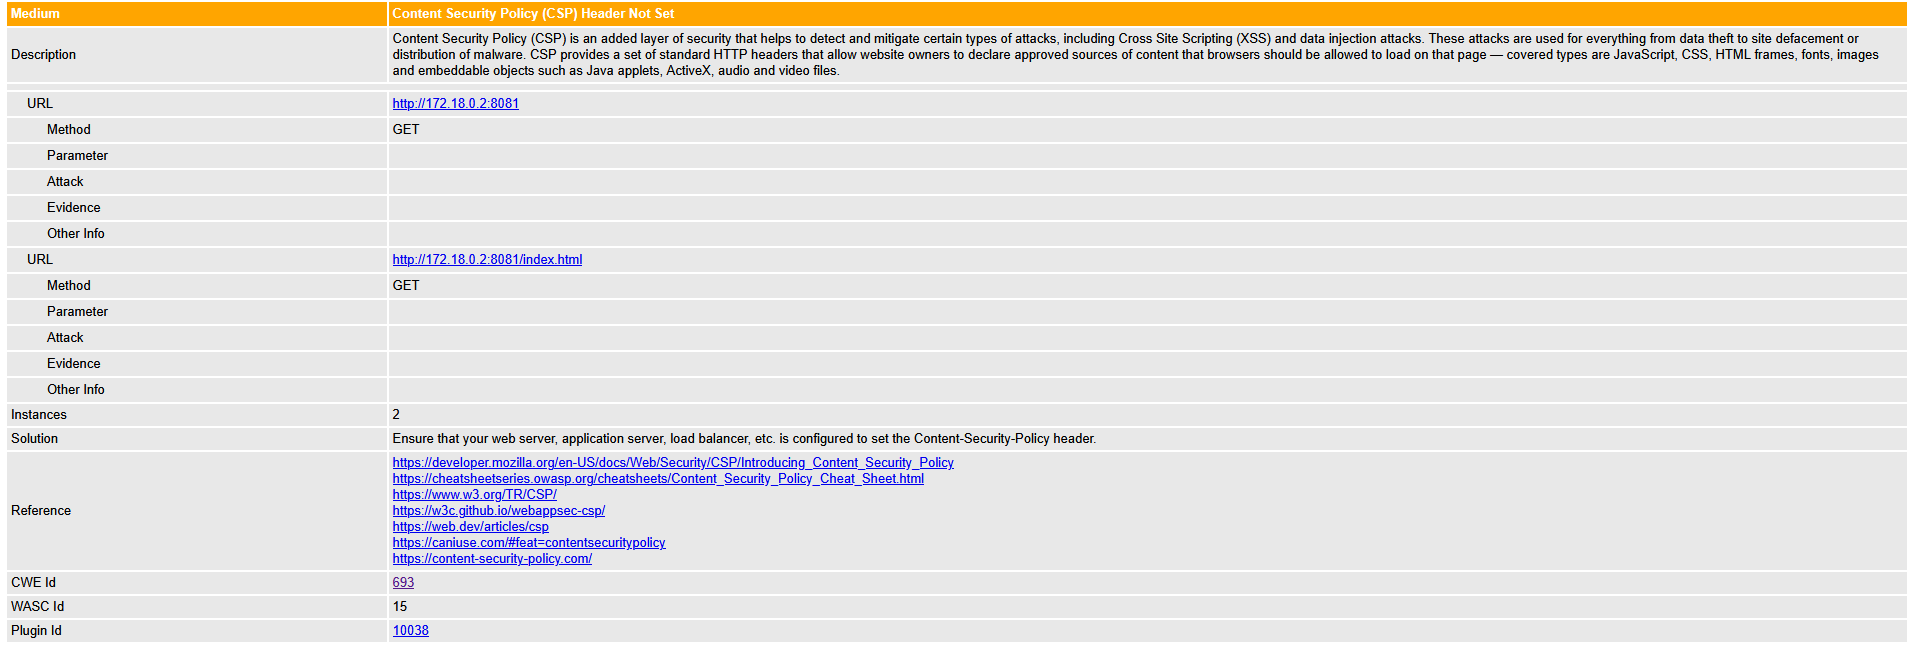 Medium
Content Security Policy (CSP) Header Not Set
Description
Content Security Policy (CSP) is an added layer of security that helps to detect and mitigate certain types of attacks, including Cross Site Scripting (XSS) and data injection attacks. These attacks are used for everything from data theft to site defacement or
distribution of malware. CSP provides a set of standard HTTP headers that allow website owners to declare approved sources of content that browsers should be allowed to load on that page — covered types are JavaScript, CSS, HTML frames, fonts, images
and embeddable objects such as Java applets, ActiveX, audio and video files.
URL
http://172.18.0.2:8081
Method
GET
Parameter
Attack
Evidence
Other Info
URL
http://172.18.0.2:8081/index.html
Method
GET
Parameter
Attack
Evidence
Other Info
Instances
2
Solution
Ensure that your web server, application server, load balancer, etc. is configured to set the Content-Security-Policy header.
Reference
https://developer.mozilla.org/en-US/docs/Web/Security/CSP/Introducing_Content_Security_Policy
https://cheatsheetseries.owasp.org/cheatsheets/Content_Security_Policy_Cheat_Sheet.html
https://www.w3.org/TR/CSP/
https://w3c.github.io/webappsec-csp/
https://web.dev/articles/csp
https://caniuse.com/#feat=contentsecuritypolicy
https://content-security-policy.com/
CWE Id
693
WASC Id
15
Plugin Id
10038